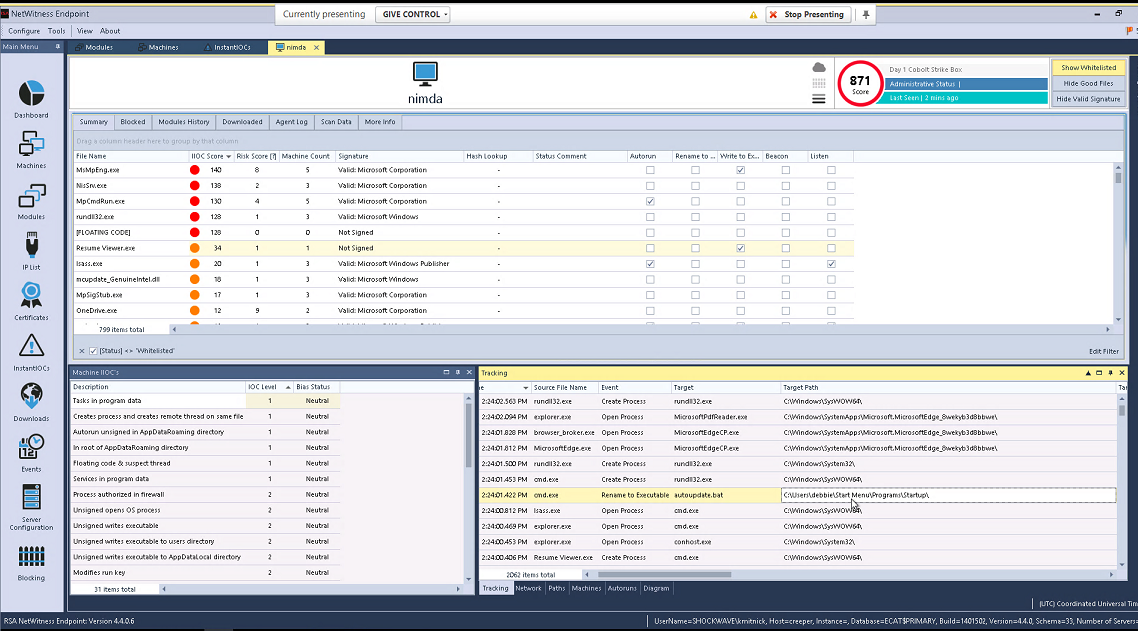 NetWitness Endpoint
Currently presenting GIVE CONTROL Stop Presenting
Configure Tools View About
Main Menu Modules Machines InstantIOCs nimda
Dashboard
Machines
Modules
IP List
Certificates
InstantIOCs
Downloads
Events
Server
Configuration
Blocking
nimda
871
Score
Day 1 Cobolt Strike Box
Administrative Status |
Last Seen | 2 mins ago
Show Whitelisted
Hide Good Files
Hide Valid Signature
Summary Blocked Modules History Downloaded Agent Log Scan Data More Info
Drag a column header here to group by that column
File Name IIOC Score Risk Score [?] Machine Count Signature Hash Lookup Status Comment Autorun Rename to ... Write to Ex... Beacon Listen
MsMpEng.exe 140 8 5 Valid: Microsoft Corporation -
NisSrv.exe 138 2 3 Valid: Microsoft Corporation -
MpCmdRun.exe 130 4 5 Valid: Microsoft Corporation -
rundll32.exe 128 1 3 Valid: Microsoft Windows -
[FLOATING CODE] 128 0 0 Not Signed -
Resume Viewer.exe 34 1 1 Not Signed -
lsass.exe 20 1 3 Valid: Microsoft Windows Publisher -
mcupdate_GenuineIntel.dll 18 1 3 Valid: Microsoft Windows -
MpSigStub.exe 17 1 3 Valid: Microsoft Corporation -
OneDrive.exe 12 9 2 Valid: Microsoft Corporation -
799 items total
[Status] <> 'Whitelisted' Edit Filter
Machine IIOC's
Description IOC Level Bias Status
Tasks in program data 1 Neutral
Creates process and creates remote thread on same file 1 Neutral
Autorun unsigned in AppDataRoaming directory 1 Neutral
In root of AppDataRoaming directory 1 Neutral
Floating code & suspect thread 1 Neutral
Services in program data 1 Neutral
Process authorized in firewall 2 Neutral
Unsigned opens OS process 2 Neutral
Unsigned writes executable 2 Neutral
Unsigned writes executable to users directory 2 Neutral
Unsigned writes executable to AppDataLocal directory 2 Neutral
Modifies run key 2 Neutral
31 items total
Tracking
Source File Name Event Target Target Path
2:24:02.563 PM rundll32.exe Create Process rundll32.exe C:\Windows\SysWOW64\
2:24:02.094 PM explorer.exe Open Process MicrosoftPdfReader.exe C:\Windows\SystemApps\Microsoft.MicrosoftEdge_8wekyb3d8bbwe\
2:24:01.828 PM browser_broker.exe Open Process MicrosoftEdgeCP.exe C:\Windows\SystemApps\Microsoft.MicrosoftEdge_8wekyb3d8bbwe\
2:24:01.812 PM MicrosoftEdge.exe Open Process MicrosoftEdgeCP.exe C:\Windows\SystemApps\Microsoft.MicrosoftEdge_8wekyb3d8bbwe\
2:24:01.500 PM rundll32.exe Create Process rundll32.exe C:\Windows\System32\
2:24:01.453 PM cmd.exe Create Process rundll32.exe C:\Windows\SysWOW64\
2:24:01.422 PM cmd.exe Rename to Executable autoupdate.bat C:\Users\debbie\Start Menu\Programs\Startup\
2:24:00.812 PM lsass.exe Open Process cmd.exe C:\Windows\SysWOW64\
2:24:00.469 PM explorer.exe Open Process cmd.exe C:\Windows\SysWOW64\
2:24:00.453 PM explorer.exe Open Process conhost.exe C:\Windows\System32\
2:24:00.406 PM Resume Viewer.exe Create Process cmd.exe C:\Windows\SysWOW64\
2062 items total
Tracking Network Paths Machines Autoruns Diagram
(UTC) Coordinated Universal Tim
RSA NetWitness Endpoint: Version 4.4.0.6 UserName=SHOCKWAVE\kmitnick, Host=creeper, Instance=, Database=ECAT$PRIMARY, Build=1401502, Version=4.4.0, Schema=33, Number of Servers=